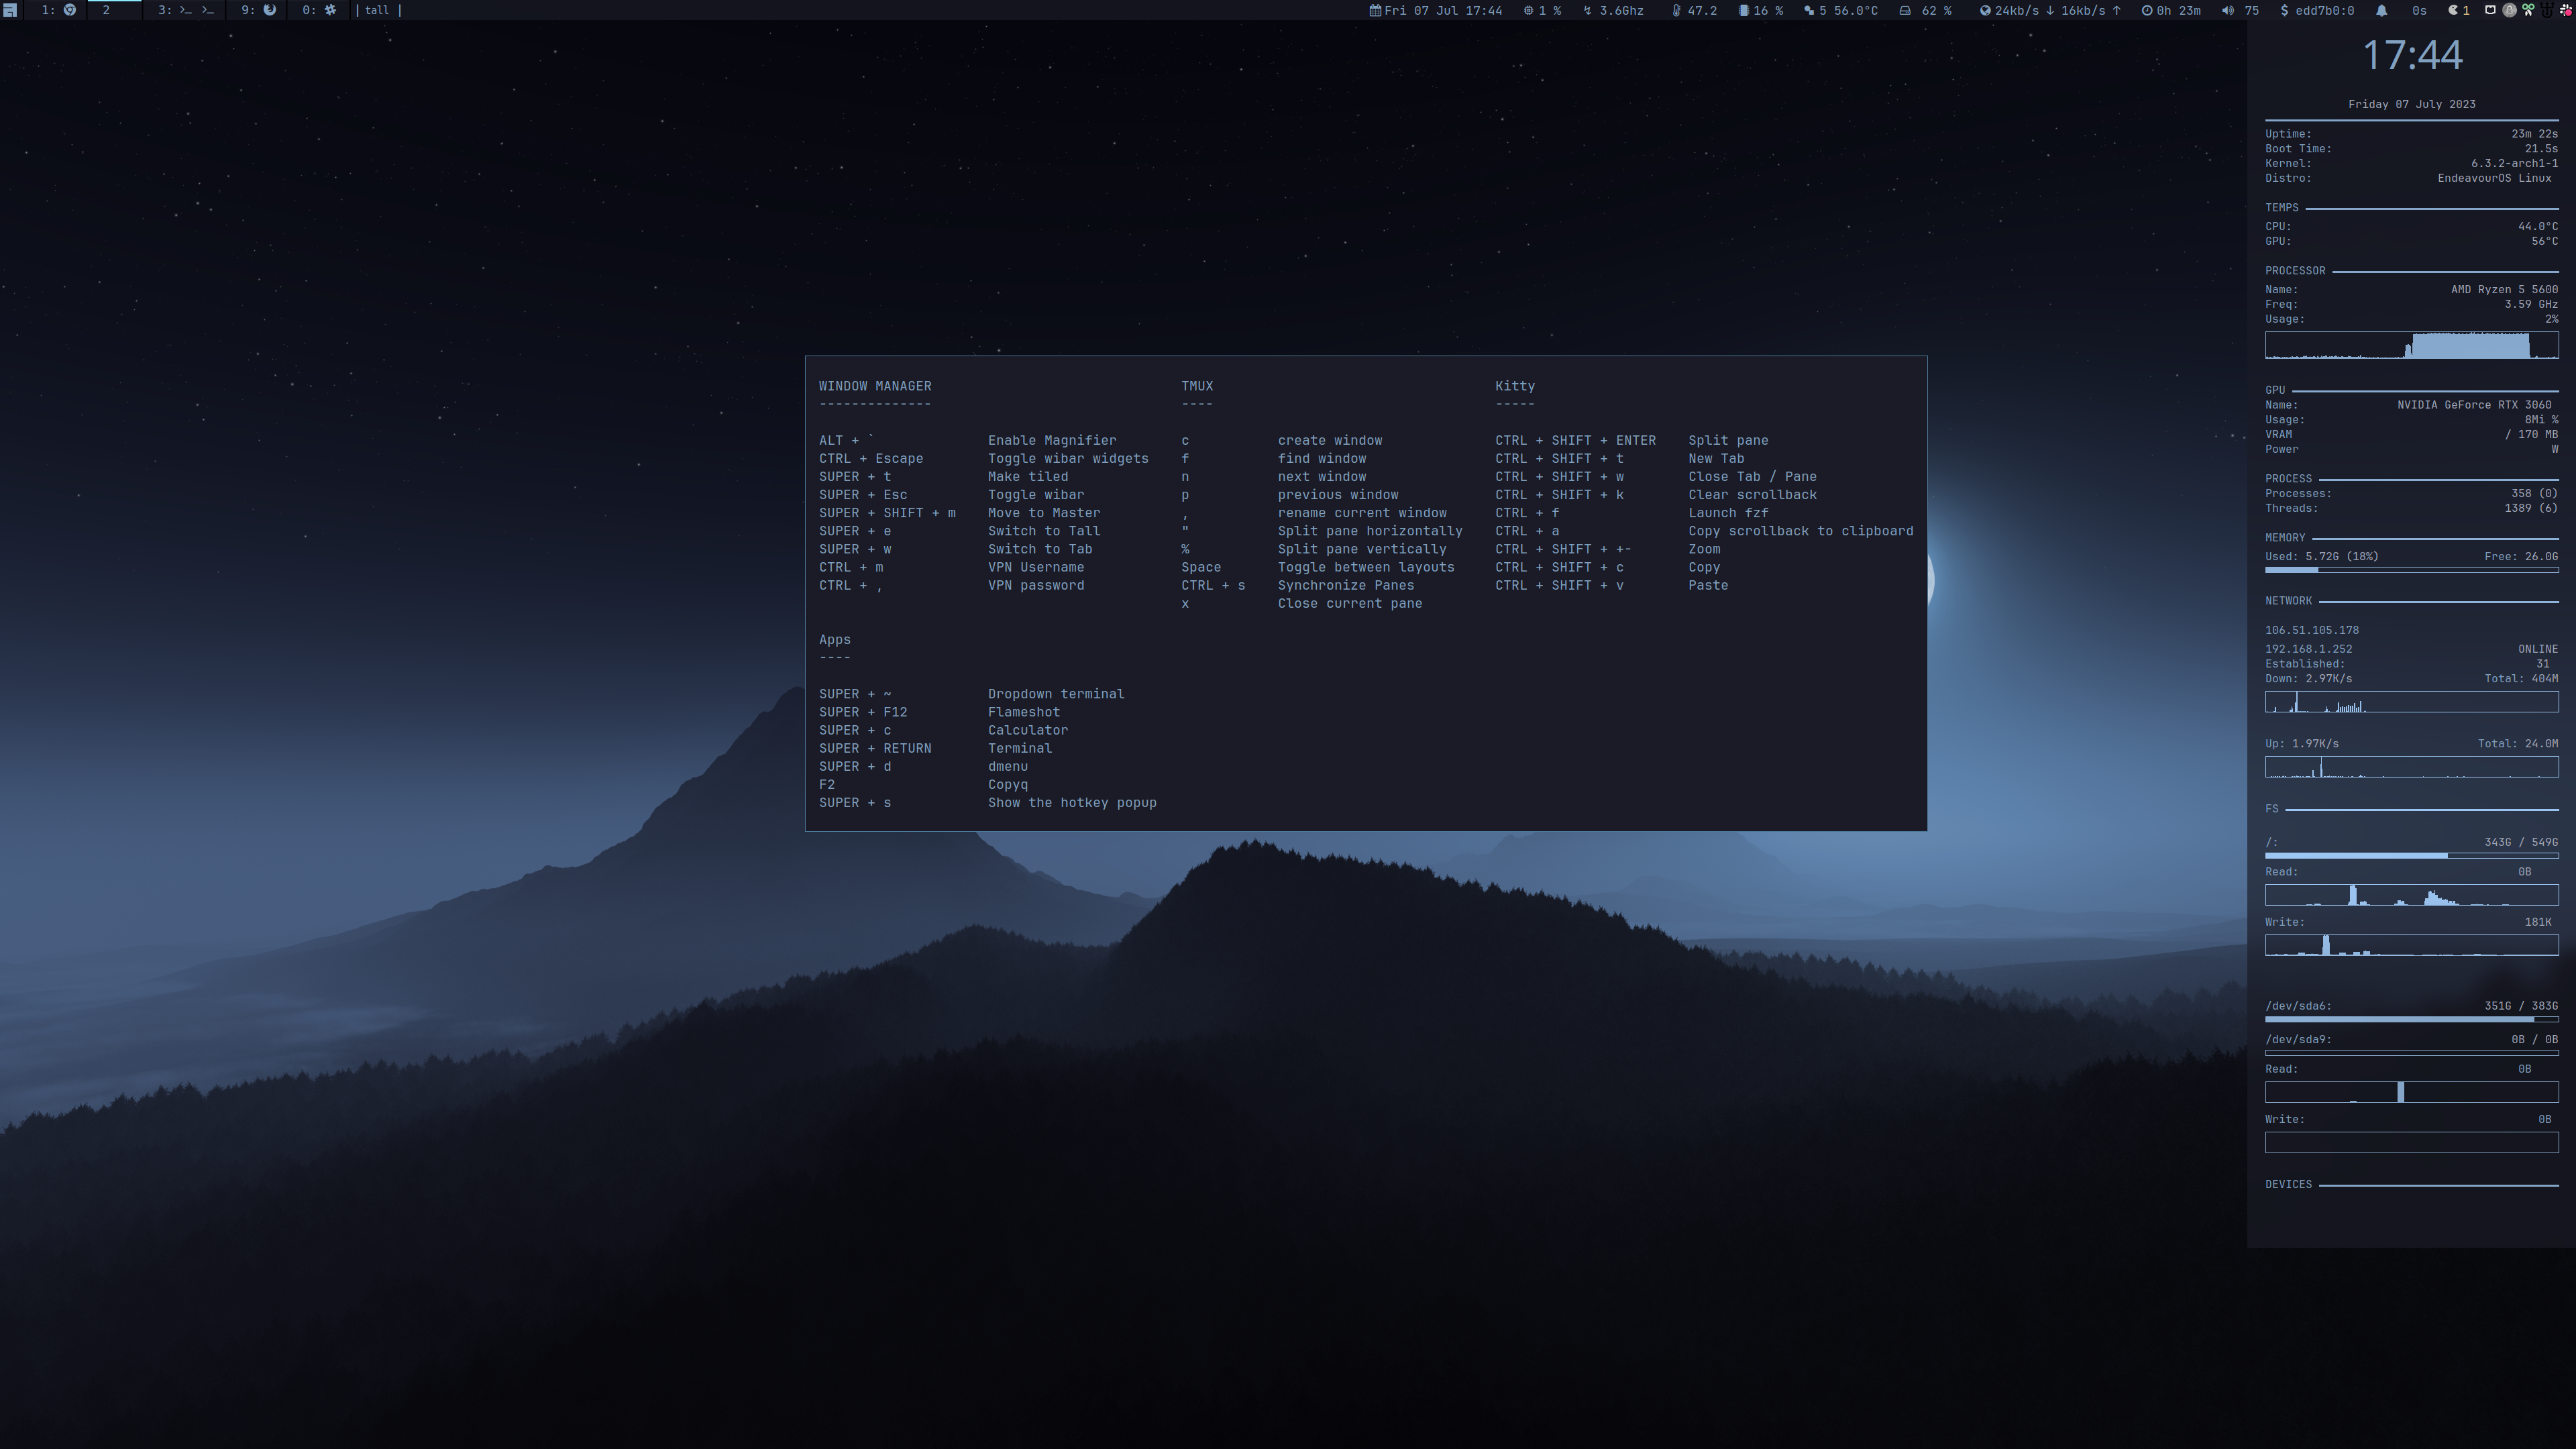 1: 2 3: >_ >_ 9: 0: | tall | Fri 07 Jul 17:44 1 % 3.6Ghz 47.2 16 % 5 56.0°C 62 % 24kb/s ↓ 16kb/s ↑ 0h 23m 75 $ edd7b0:0 0s 1
WINDOW MANAGER TMUX Kitty
-------------- ---- -----
ALT + ` Enable Magnifier c create window CTRL + SHIFT + ENTER Split pane
CTRL + Escape Toggle wibar widgets f find window CTRL + SHIFT + t New Tab
SUPER + t Make tiled n next window CTRL + SHIFT + w Close Tab / Pane
SUPER + Esc Toggle wibar p previous window CTRL + SHIFT + k Clear scrollback
SUPER + SHIFT + m Move to Master , rename current window CTRL + f Launch fzf
SUPER + e Switch to Tall " Split pane horizontally CTRL + a Copy scrollback to clipboard
SUPER + w Switch to Tab % Split pane vertically CTRL + SHIFT + +- Zoom
CTRL + m VPN Username Space Toggle between layouts CTRL + SHIFT + c Copy
CTRL + , VPN password CTRL + s Synchronize Panes CTRL + SHIFT + v Paste
x Close current pane
Apps
----
SUPER + ~ Dropdown terminal
SUPER + F12 Flameshot
SUPER + c Calculator
SUPER + RETURN Terminal
SUPER + d dmenu
F2 Copyq
SUPER + s Show the hotkey popup
17:44
Friday 07 July 2023
Uptime: 23m 22s
Boot Time: 21.5s
Kernel: 6.3.2-arch1-1
Distro: EndeavourOS Linux
TEMPS
CPU: 44.0°C
GPU: 56°C
PROCESSOR
Name: AMD Ryzen 5 5600
Freq: 3.59 GHz
Usage: 2%
GPU
Name: NVIDIA GeForce RTX 3060
Usage: 8Mi %
VRAM / 170 MB
Power W
PROCESS
Processes: 358 (0)
Threads: 1389 (6)
MEMORY
Used: 5.72G (18%) Free: 26.0G
NETWORK
106.51.105.178
192.168.1.252 ONLINE
Established: 31
Down: 2.97K/s Total: 404M
Up: 1.97K/s Total: 24.0M
FS
/: 343G / 549G
Read: 0B
Write: 181K
/dev/sda6: 351G / 383G
/dev/sda9: 0B / 0B
Read: 0B
Write: 0B
DEVICES